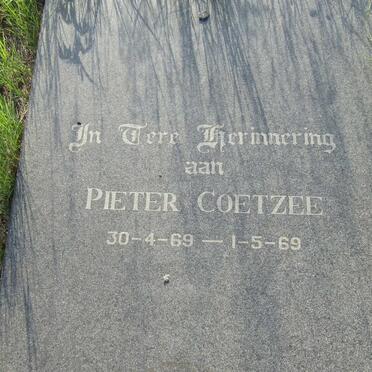 In Tere Herinnering
aan
PIETER COETZEE
30-4-69 — 1-5-69